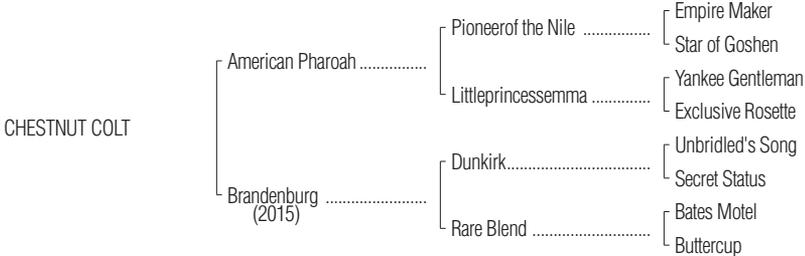 CHESTNUT COLT
American Pharoah ...............
Brandenburg .......................
(2015)
Pioneerof the Nile ................
Littleprincessemma ..............
Dunkirk..................................
Rare Blend ............................
Empire Maker
Star of Goshen
Yankee Gentleman
Exclusive Rosette
Unbridled's Song
Secret Status
Bates Motel
Buttercup